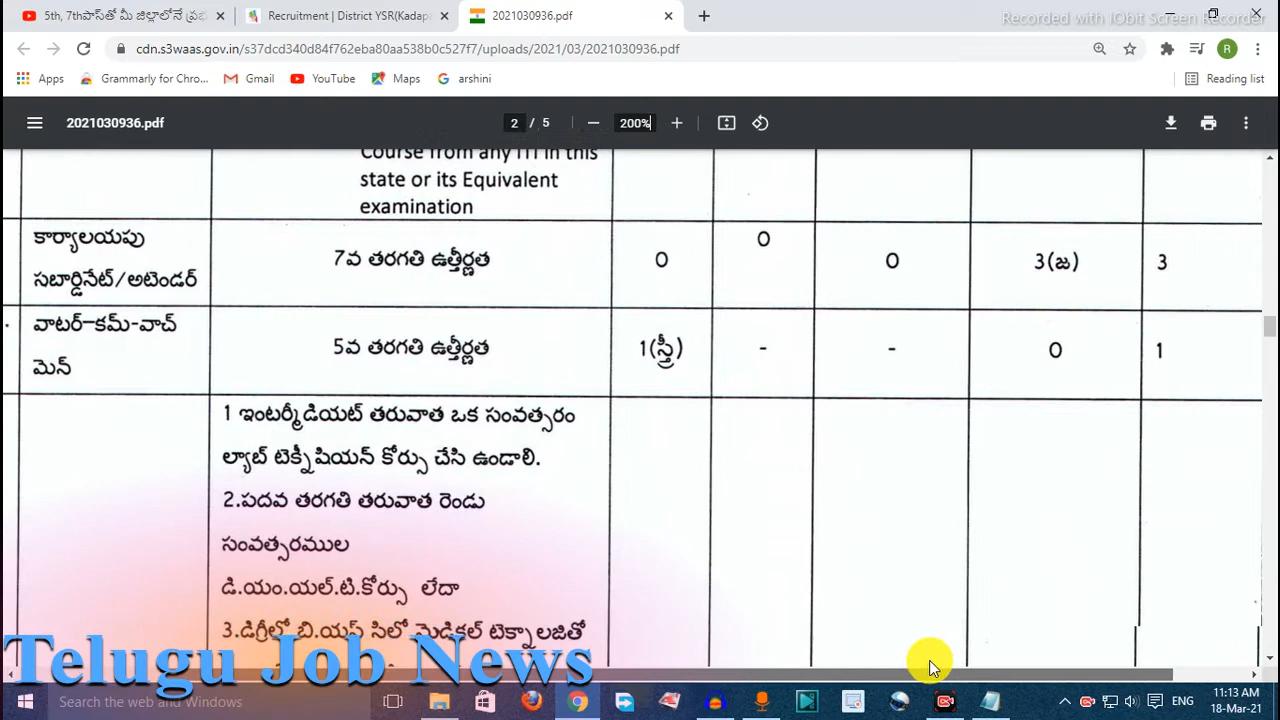 5th, 7thపాస్‌తో మీ జిల్లాలోనే ప్ర
Recruitment | District YSR(Kadap
2021030936.pdf
Recorded with IObit Screen Recorder
cdn.s3waas.gov.in/s37dcd340d84f762eba80aa538b0c527f7/uploads/2021/03/2021030936.pdf
R
Apps Grammarly for Chro... Gmail YouTube Maps arshini Reading list
2021030936.pdf 2 / 5 200%
Course from any ITI in this
state or its Equivalent
examination
కార్యాలయపు
సబార్డినేట్/అటెండర్ 7వ తరగతి ఉత్తీర్ణత 0 0 0 3(జ) 3
వాటర్-కమ్-వాచ్
మెన్ 5వ తరగతి ఉత్తీర్ణత 1(స్త్రీ) - - 0 1
1 ఇంటర్మీడియట్ తరువాత ఒక సంవత్సరం
ల్యాబ్ టెక్నీషియన్ కోర్సు చేసి ఉండాలి.
2.పదవ తరగతి తరువాత రెండు
సంవత్సరముల
డి.యం.యల్.టి.కోర్సు లేదా
3.డిగ్రీలో బి.యస్ సిలో మెడికల్ టెక్నాలజితో
Telugu Job News
Search the web and Windows
ENG
11:13 AM
18-Mar-21